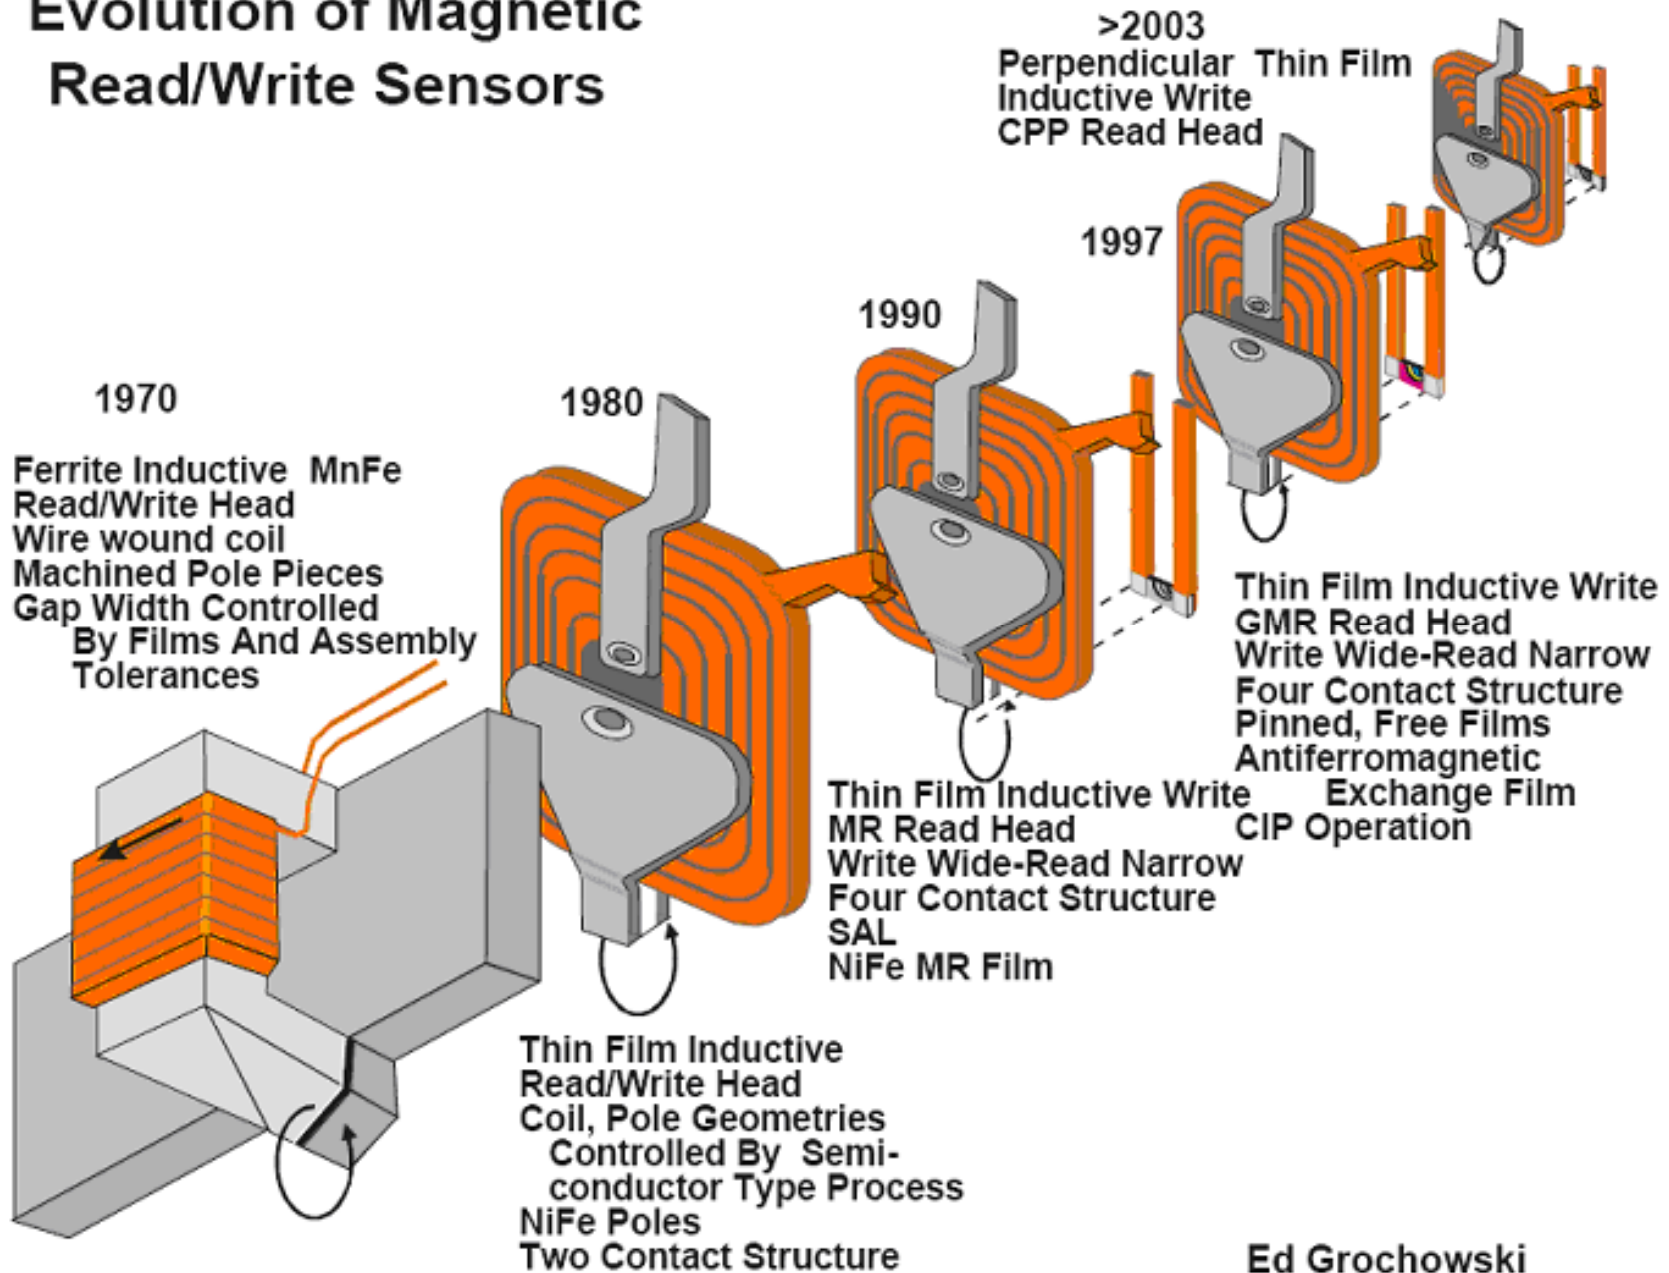 Evolution of Magnetic
Read/Write Sensors
>2003
Perpendicular Thin Film
Inductive Write
CPP Read Head
1997
1990
1980
1970
Ferrite Inductive MnFe
Read/Write Head
Wire wound coil
Machined Pole Pieces
Gap Width Controlled
By Films And Assembly
Tolerances
Thin Film Inductive
Read/Write Head
Coil, Pole Geometries
Controlled By Semi-
conductor Type Process
NiFe Poles
Two Contact Structure
Thin Film Inductive Write
MR Read Head
Write Wide-Read Narrow
Four Contact Structure
SAL
NiFe MR Film
Thin Film Inductive Write
GMR Read Head
Write Wide-Read Narrow
Four Contact Structure
Pinned, Free Films
Antiferromagnetic
Exchange Film
CIP Operation
Ed Grochowski